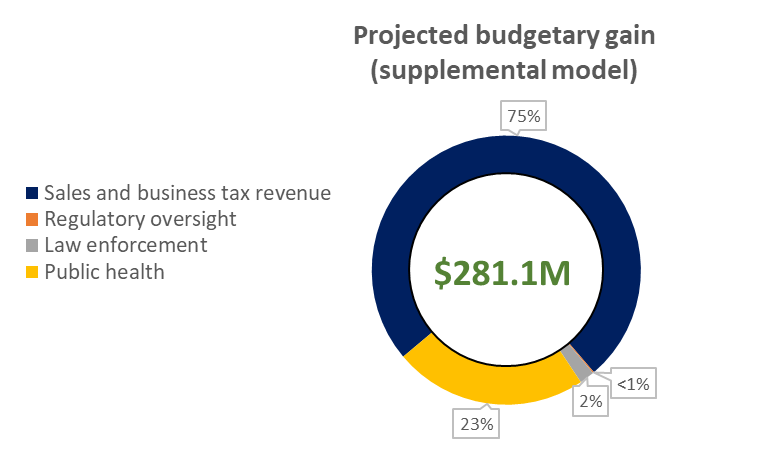 Projected budgetary gain
(supplemental model)
75%
Sales and business tax revenue
Regulatory oversight
Law enforcement
Public health
$281.1M
<1%
2%
23%